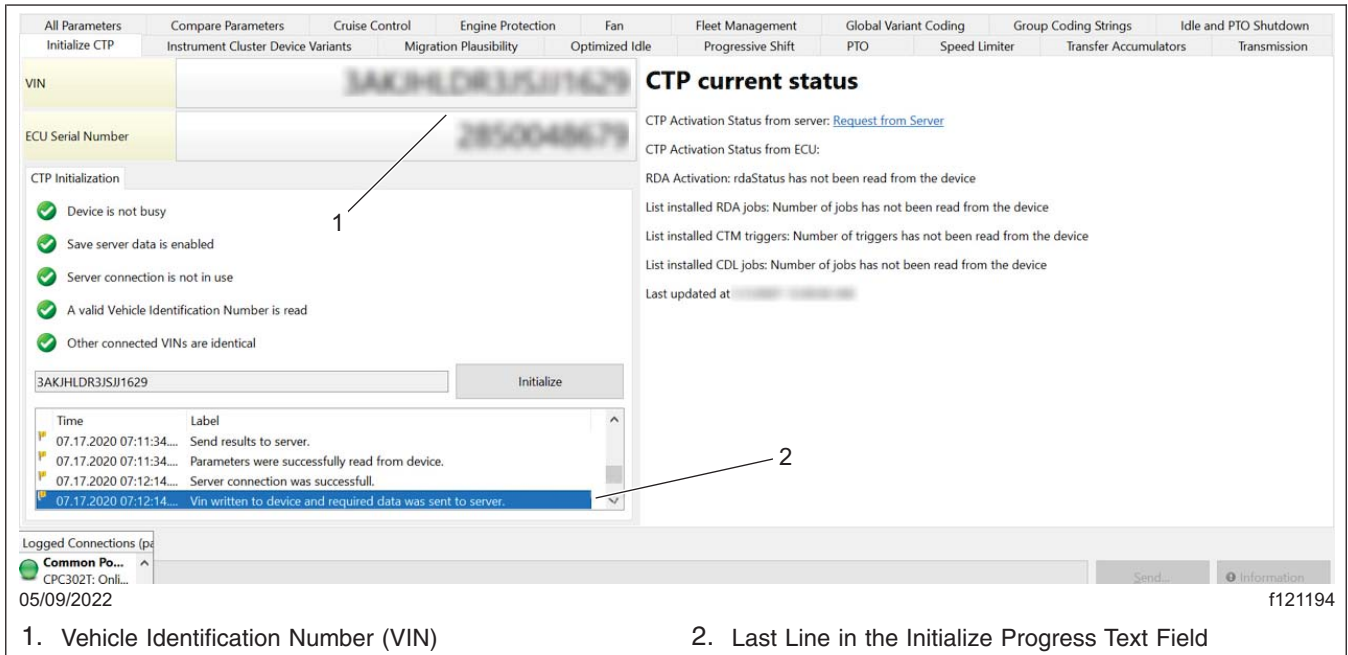 All Parameters Compare Parameters Cruise Control Engine Protection Fan Fleet Management Global Variant Coding Group Coding Strings Idle and PTO Shutdown
Initialize CTP Instrument Cluster Device Variants Migration Plausibility Optimized Idle Progressive Shift PTO Speed Limiter Transfer Accumulators Transmission
VIN
ECU Serial Number
CTP Initialization
Device is not busy
Save server data is enabled
Server connection is not in use
A valid Vehicle Identification Number is read
Other connected VINs are identical
3AKJHLDR3JSJJ1629
Initialize
Time Label
07.17.2020 07:11:34.... Send results to server.
07.17.2020 07:11:34.... Parameters were successfully read from device.
07.17.2020 07:12:14.... Server connection was successfull.
07.17.2020 07:12:14.... Vin written to device and required data was sent to server.
1
2
CTP current status
CTP Activation Status from server: Request from Server
CTP Activation Status from ECU:
RDA Activation: rdaStatus has not been read from the device
List installed RDA jobs: Number of jobs has not been read from the device
List installed CTM triggers: Number of triggers has not been read from the device
List installed CDL jobs: Number of jobs has not been read from the device
Last updated at
Logged Connections (pa
Common Po...
CPC302T: Onli...
Send...
Information
05/09/2022 f121194
1. Vehicle Identification Number (VIN) 2. Last Line in the Initialize Progress Text Field